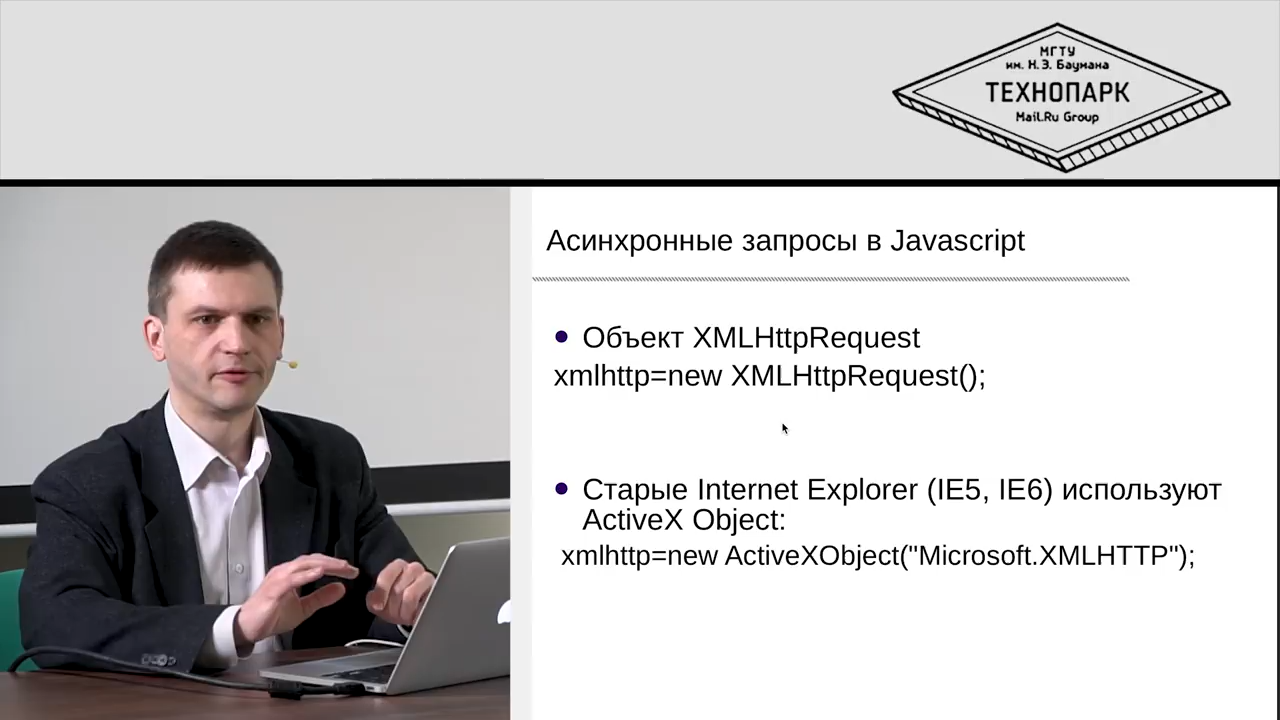 МГТУ
им. Н.Э. Баумана
ТЕХНОПАРК
Mail.Ru Group
Асинхронные запросы в Javascript
Объект XMLHttpRequest
xmlhttp=new XMLHttpRequest();
Старые Internet Explorer (IE5, IE6) используют
ActiveX Object:
xmlhttp=new ActiveXObject("Microsoft.XMLHTTP");